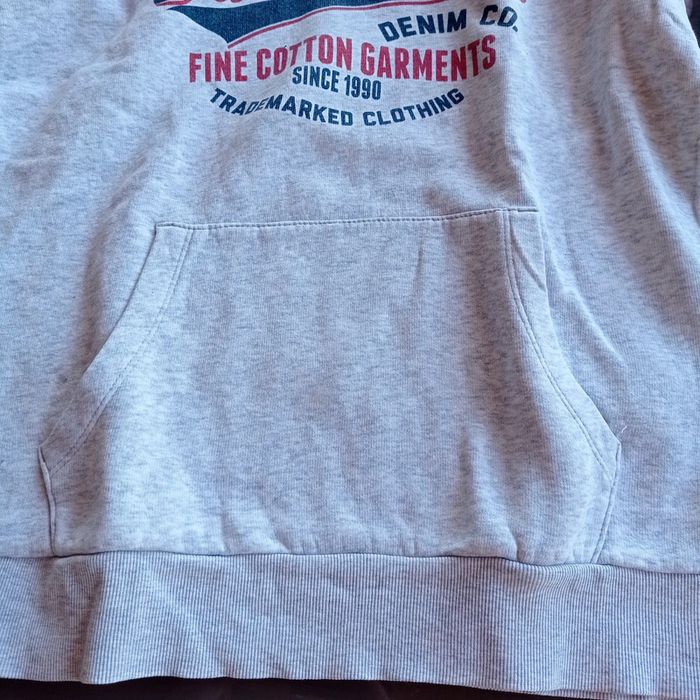 DENIM CO.
FINE COTTON GARMENTS
SINCE 1990
TRADEMARKED CLOTHING